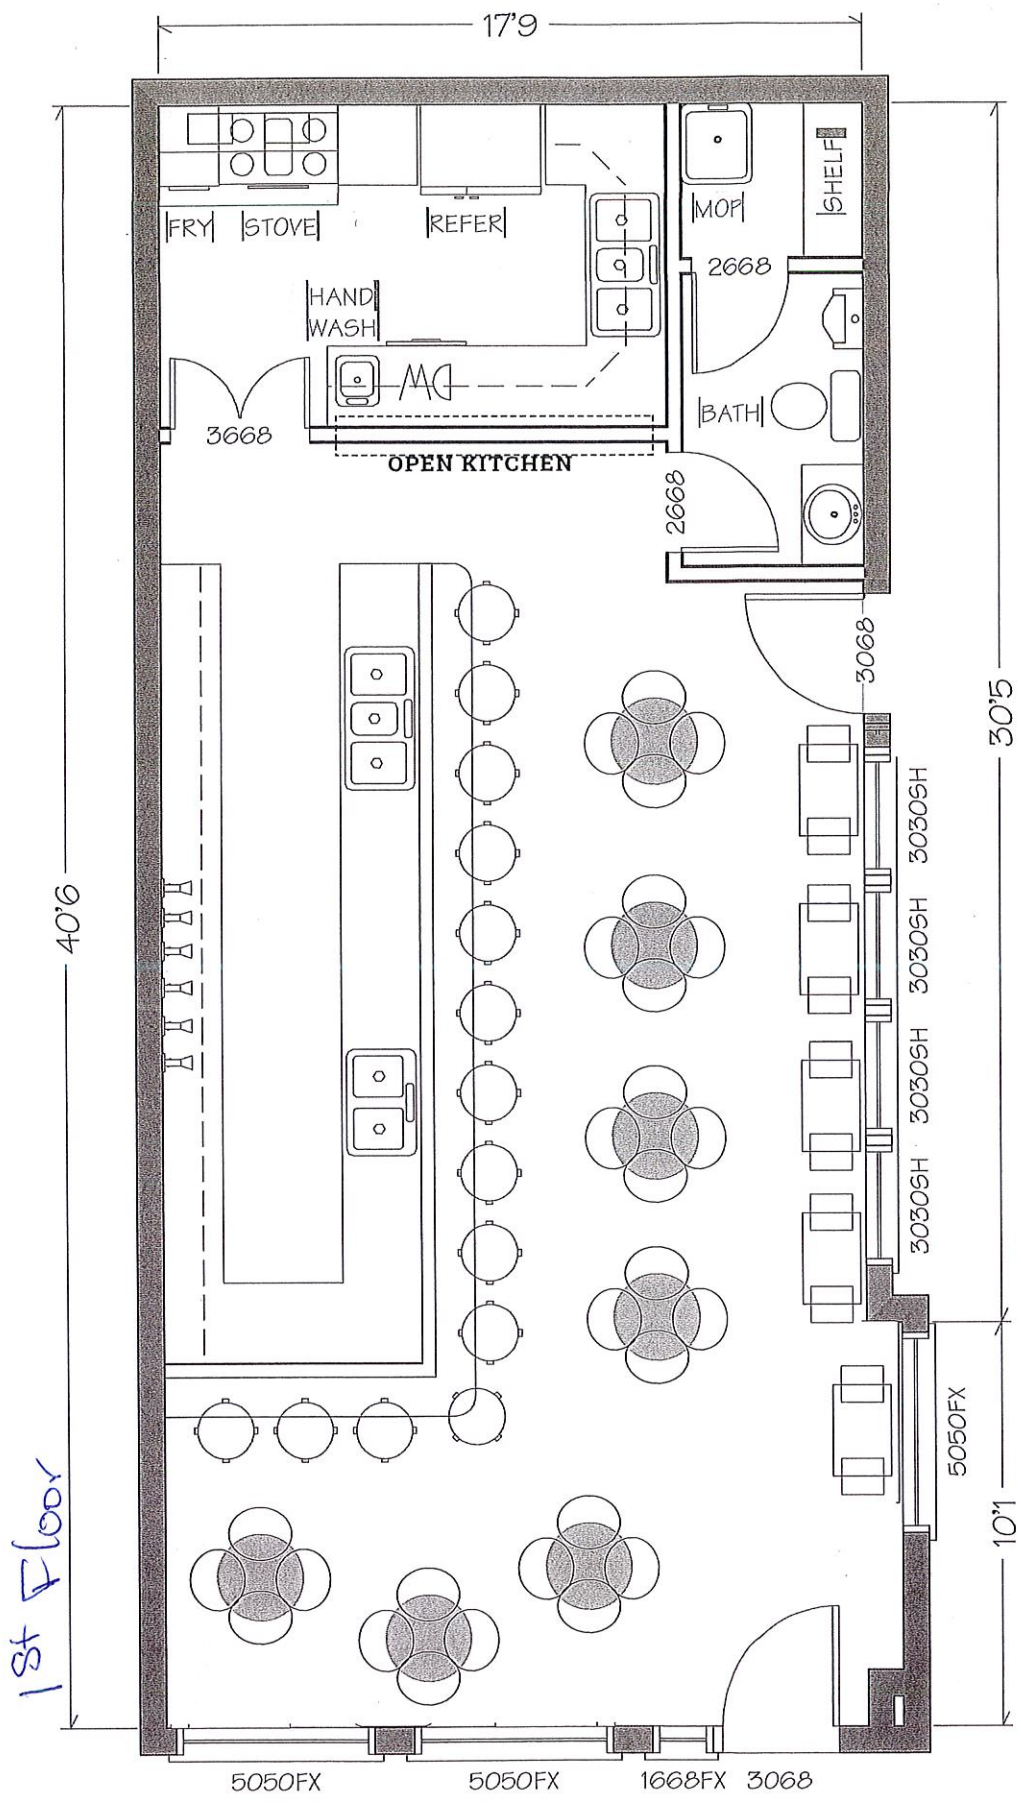 17'9
FRY
STOVE
REFER
MOP
SHELF
2668
HAND
WASH
3668
BATH
OPEN KITCHEN
2668
3068
30'5
40'6
3030SH
3030SH
3030SH
3030SH
5050FX
10'1
1st Floor
5050FX
5050FX
1668FX
3068